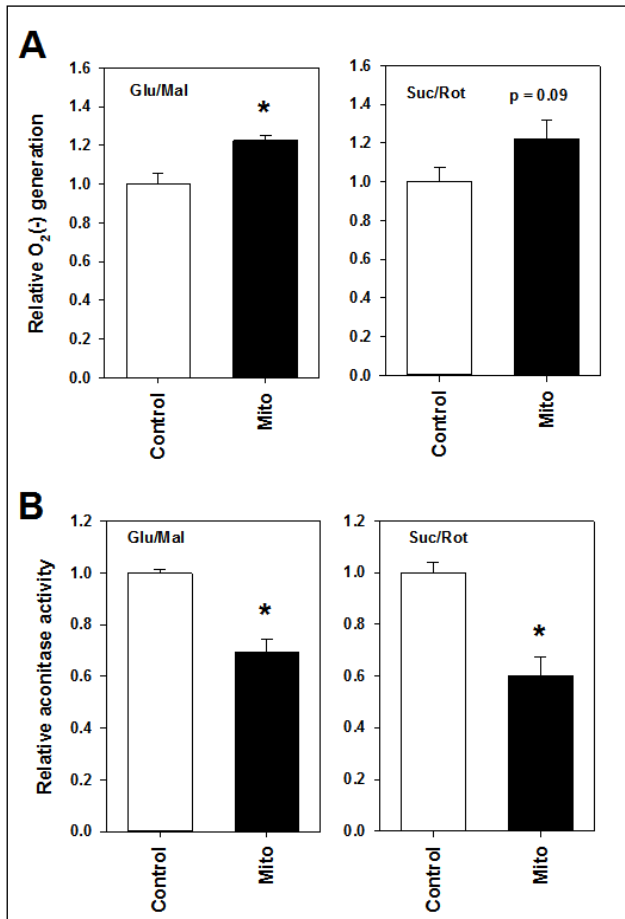 A
Relative O₂(-) generation
Glu/Mal
*
1.6
1.4
1.2
1.0
0.8
0.6
0.4
0.2
0.0
Control
Mito
Suc/Rot
p = 0.09
1.6
1.4
1.2
1.0
0.8
0.6
0.4
0.2
0.0
Control
Mito
B
Relative aconitase activity
Glu/Mal
*
1.2
1.0
0.8
0.6
0.4
0.2
0.0
Control
Mito
Suc/Rot
*
1.2
1.0
0.8
0.6
0.4
0.2
0.0
Control
Mito